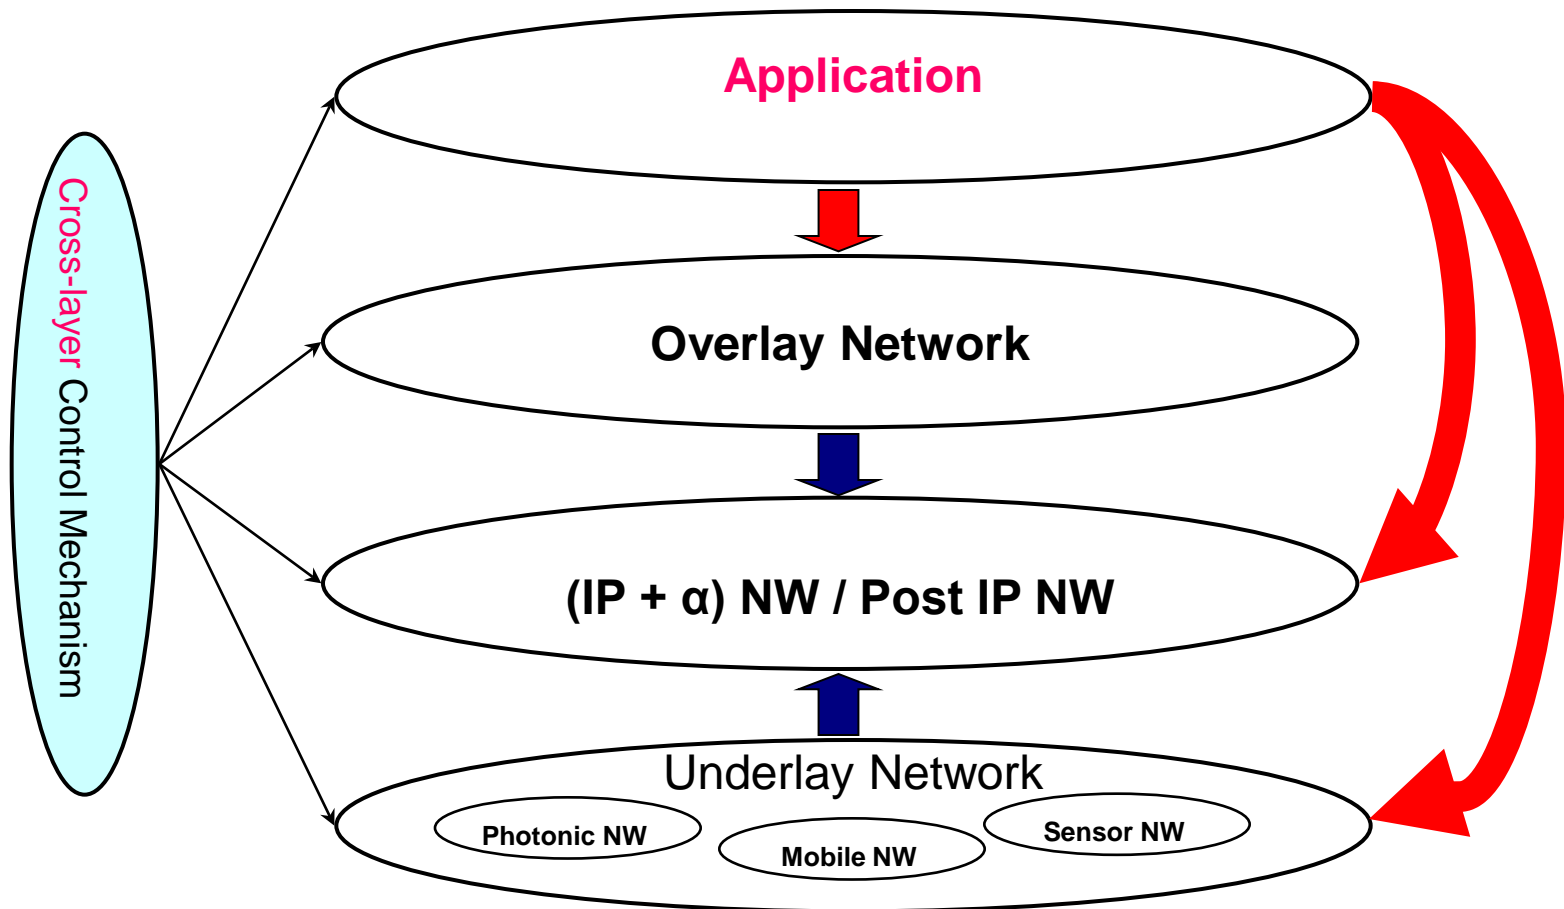 Application
Cross-layer Control Mechanism
Overlay Network
(IP + α) NW / Post IP NW
Underlay Network
Photonic NW
Mobile NW
Sensor NW